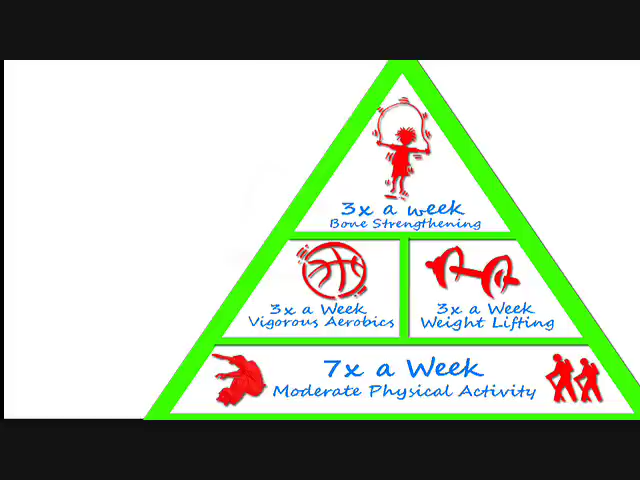 3x a week
Bone Strengthening
3x a Week
Vigorous Aerobics
3x a Week
Weight Lifting
7x a Week
Moderate Physical Activity